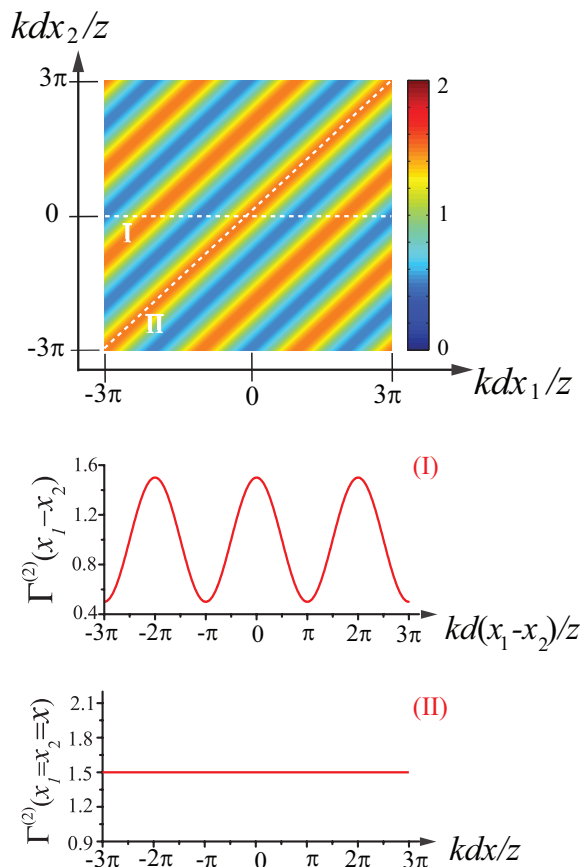 kdx₂/z
3π
2
0
1
I
II
-3π
0
-3π
0
3π
kdx₁/z
1.6
(I)
Γ⁽²⁾(x₁−x₂)
1.2
0.8
0.4
-3π
-2π
-π
0
π
2π
3π
kd(x₁-x₂)/z
2.1
(II)
Γ⁽²⁾(x₁=x₂=x)
1.8
1.5
1.2
0.9
-3π
-2π
-π
0
π
2π
3π
kdx/z